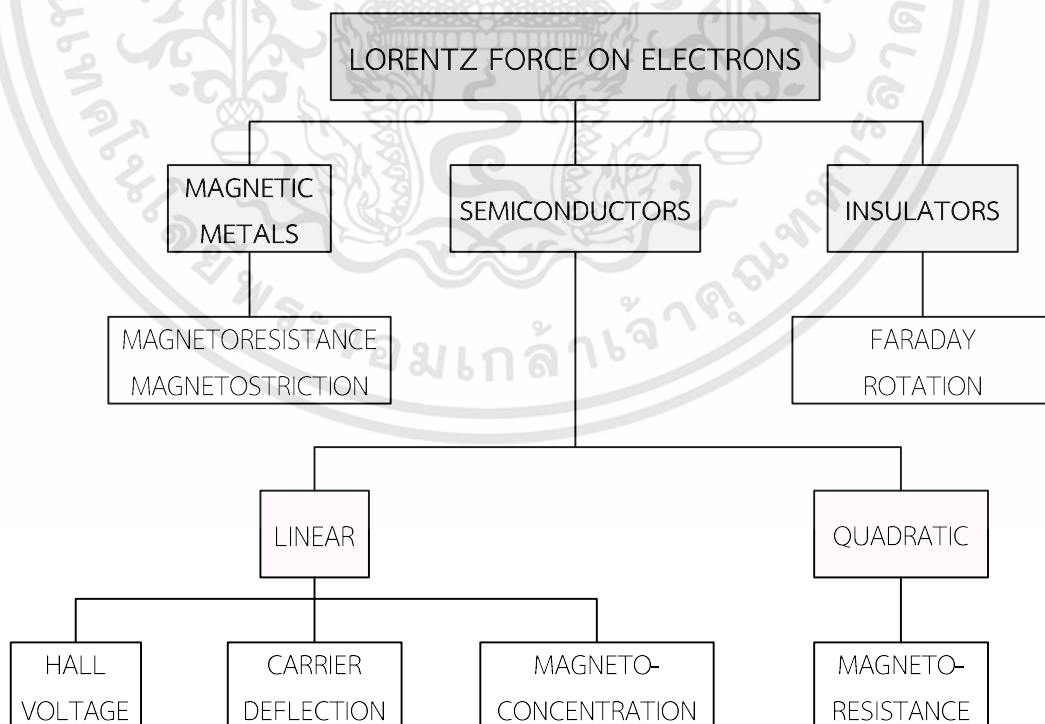 LORENTZ FORCE ON ELECTRONS
MAGNETIC
METALS
SEMICONDUCTORS
INSULATORS
MAGNETORESISTANCE
MAGNETOSTRICTION
FARADAY
ROTATION
LINEAR
QUADRATIC
HALL
VOLTAGE
CARRIER
DEFLECTION
MAGNETO-
CONCENTRATION
MAGNETO-
RESISTANCE